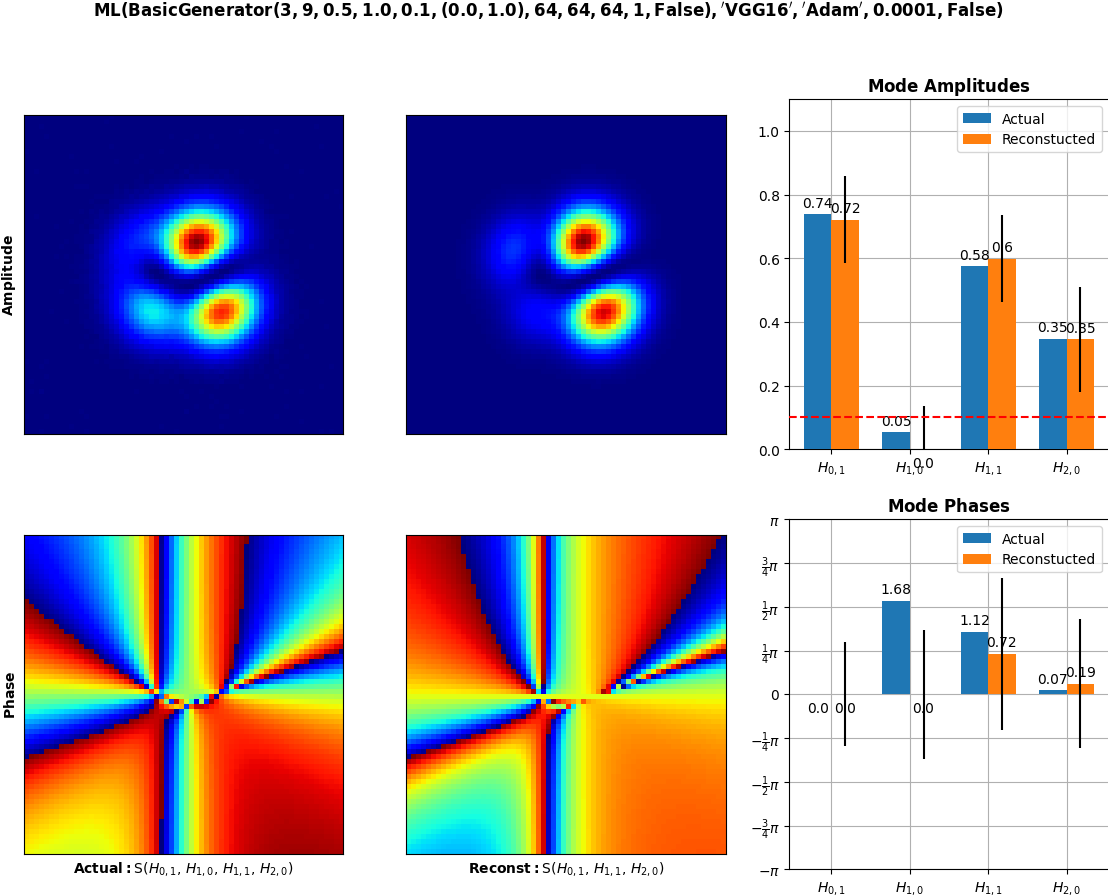 ML(BasicGenerator(3, 9, 0.5, 1.0, 0.1, (0.0, 1.0), 64, 64, 64, 1, False), ′VGG16′, ′Adam′, 0.0001, False)
Amplitude
Mode Amplitudes
Actual
Reconstucted
1.0
0.8
0.6
0.4
0.2
0.0
0.74
0.72
0.05
0.0
0.58
0.6
0.35
0.35
H0,1
H1,0
H1,1
H2,0
Phase
Actual: S(H0,1, H1,0, H1,1, H2,0)
Reconst: S(H0,1, H1,1, H2,0)
Mode Phases
Actual
Reconstucted
π
3/4π
1/2π
1/4π
0
−1/4π
−1/2π
−3/4π
−π
0.0
0.0
1.68
0.0
1.12
0.72
0.07
0.19
H0,1
H1,0
H1,1
H2,0